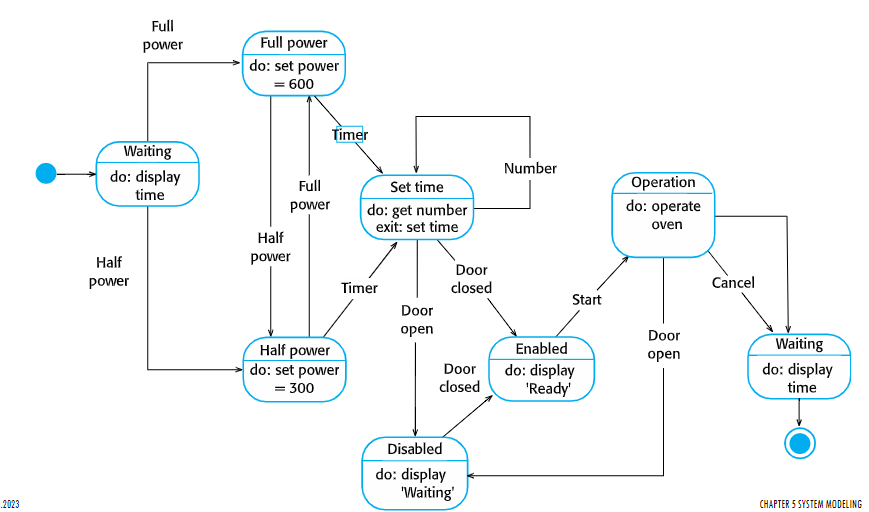 Full
power
Full power
do: set power
= 600
Timer
Waiting
do: display
time
Full
power
Set time
do: get number
exit: set time
Number
Operation
do: operate
oven
Half
power
Half
power
Timer
Door
closed
Door
open
Start
Cancel
Door
open
Half power
do: set power
= 300
Door
closed
Enabled
do: display
'Ready'
Waiting
do: display
time
Disabled
do: display
'Waiting'
.2023
CHAPTER 5 SYSTEM MODELING